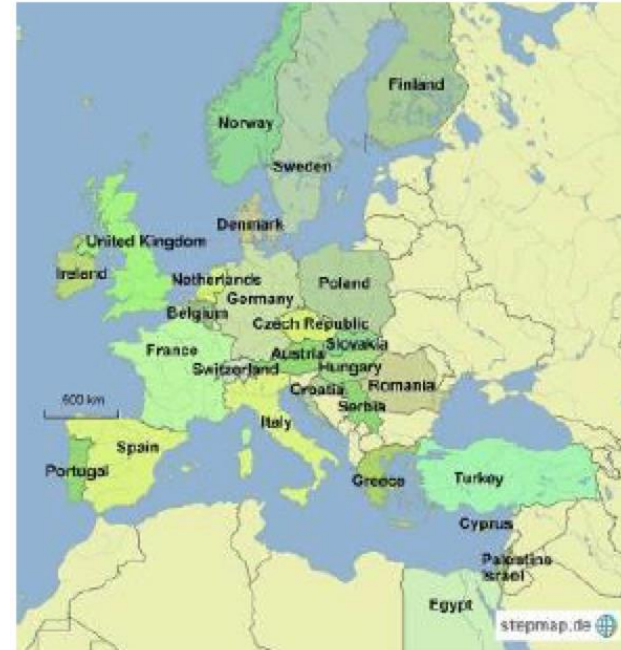 Finland
Norway
Sweden
Denmark
United Kingdom
Ireland
Netherlands
Germany
Poland
Belgium
Czech Republic
Slovakia
France
Austria
Switzerland
Hungary
Croatia
Romania
Serbia
600 km
Italy
Spain
Portugal
Greece
Turkey
Cyprus
Palestine
Israel
Egypt
stepmap.de